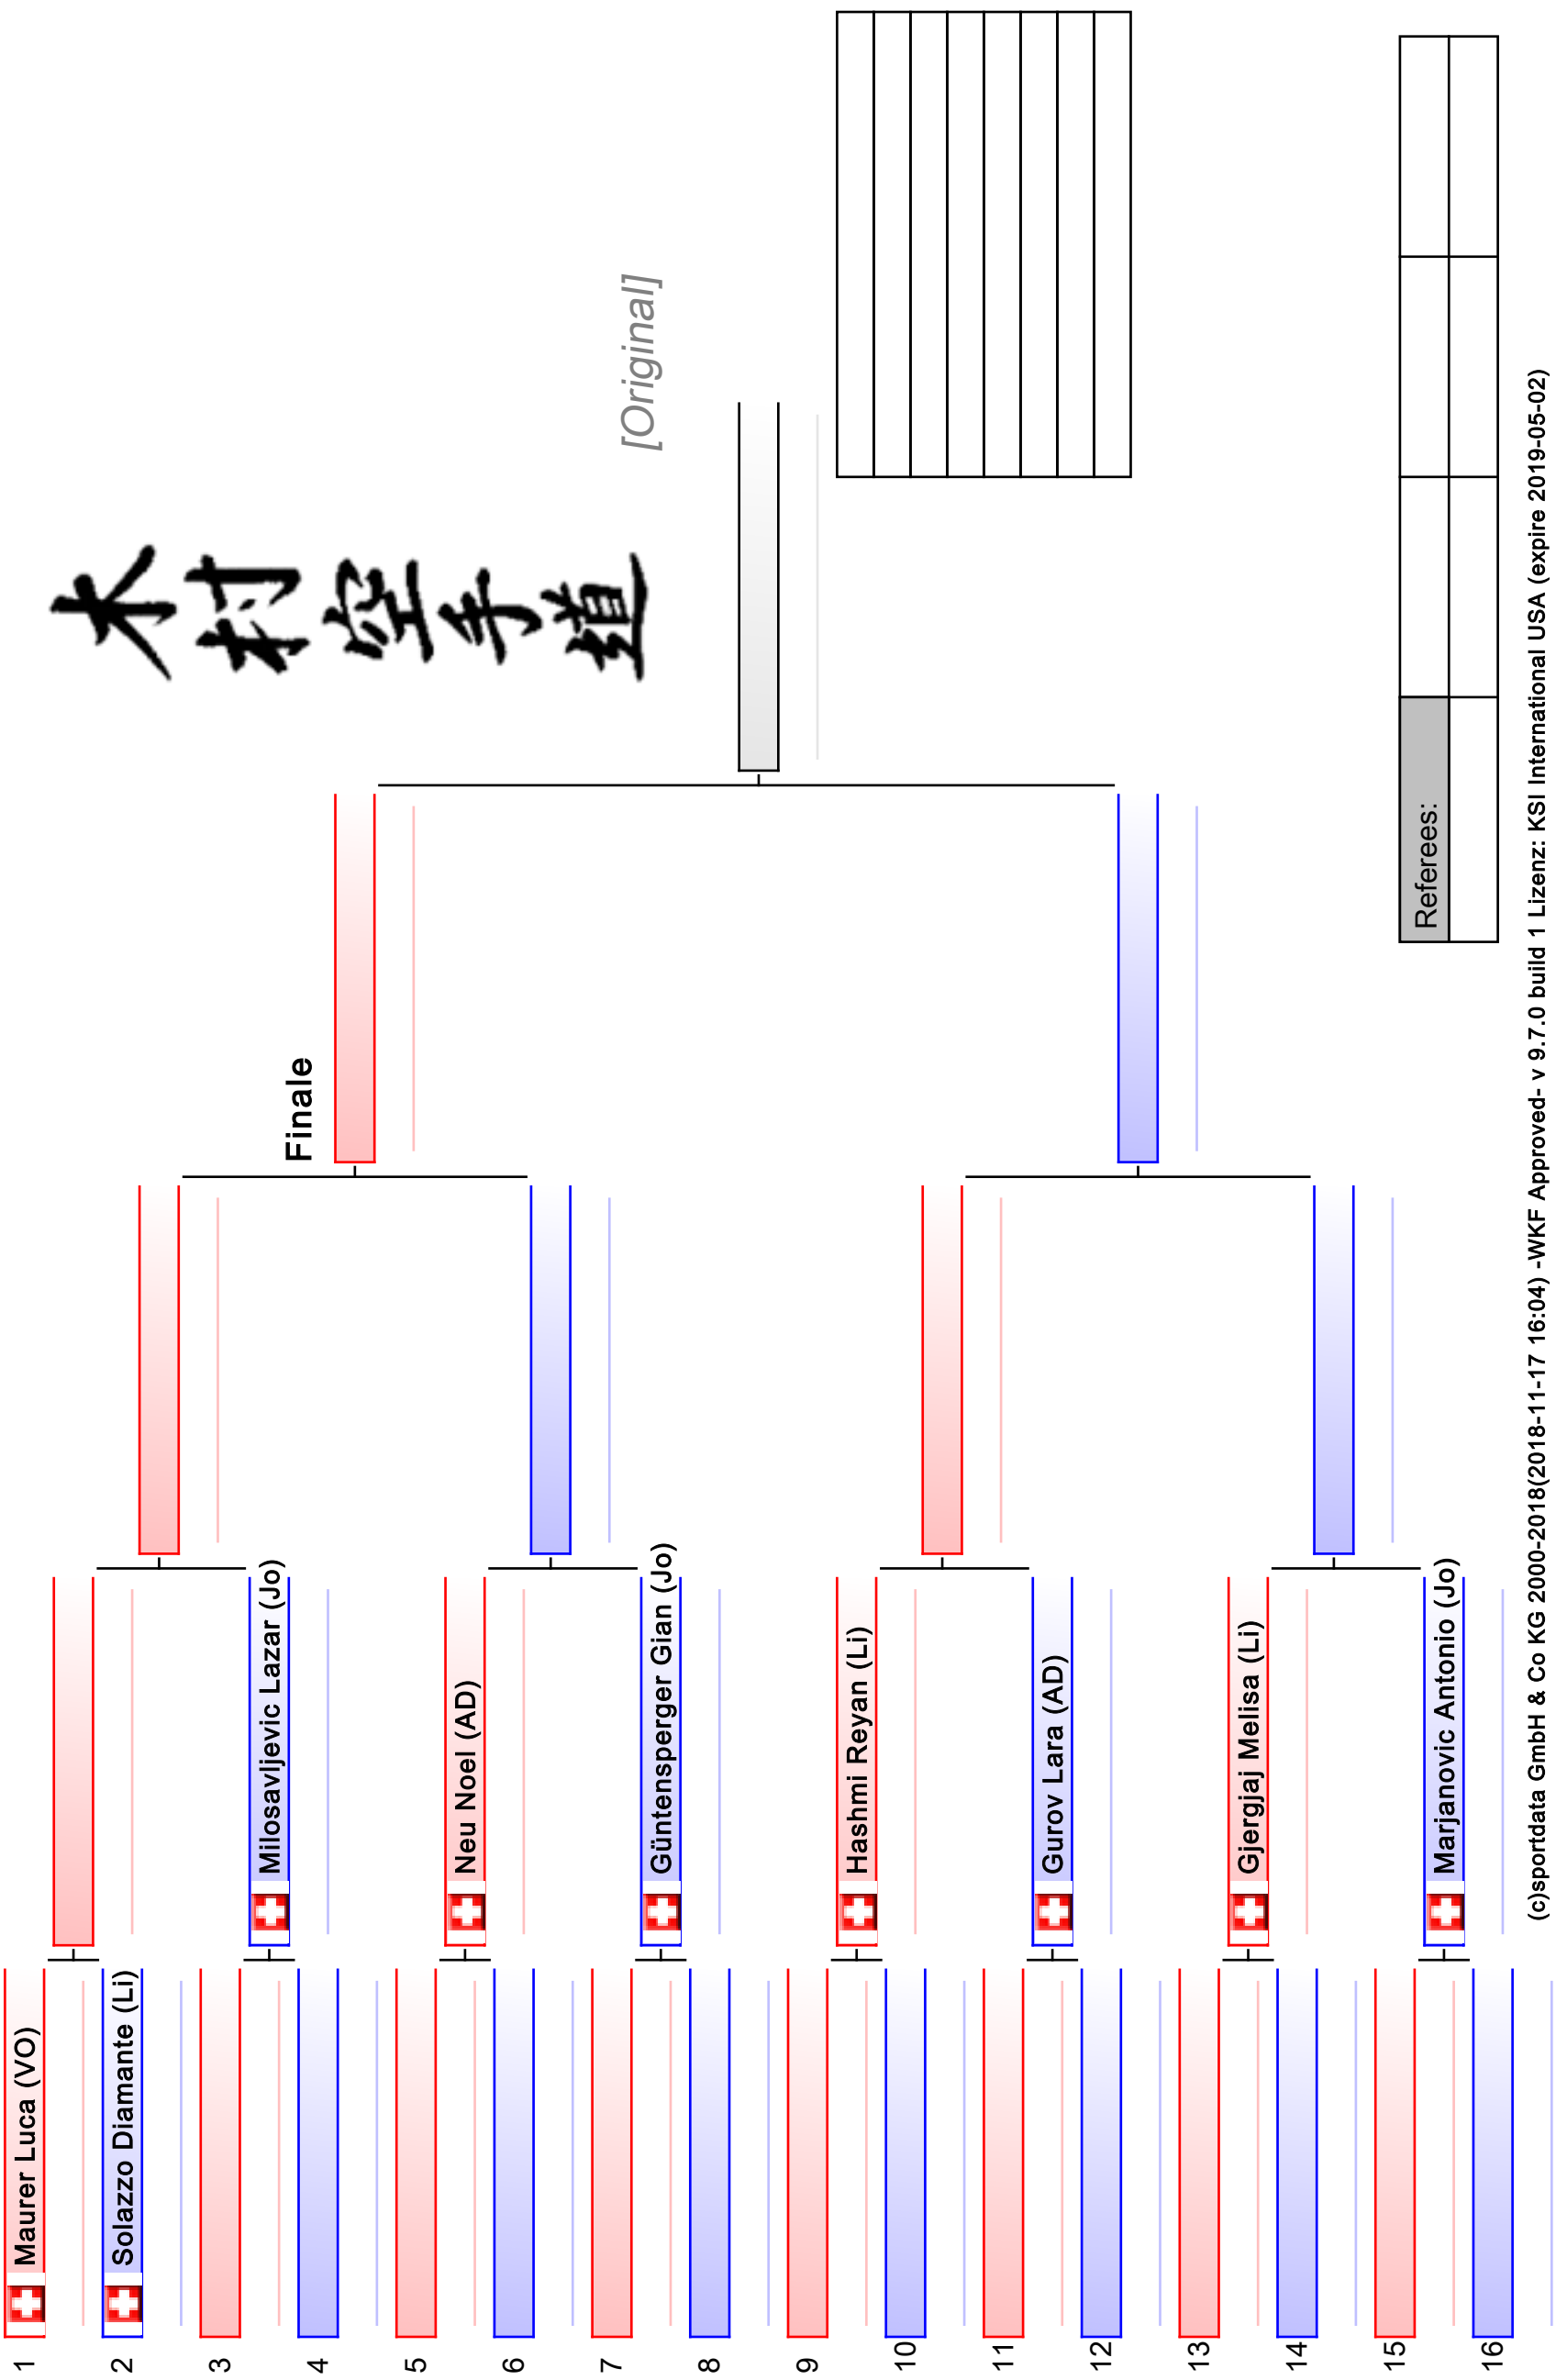 木村空手道
[Original]
Finale
1
Maurer Luca (VO)
2
Solazzo Diamante (Li)
3
Milosavljevic Lazar (Jo)
4
5
Neu Noel (AD)
6
7
Güntensperger Gian (Jo)
8
9
Hashmi Reyan (Li)
10
11
Gurov Lara (AD)
12
13
Gjergjaj Melisa (Li)
14
15
Marjanovic Antonio (Jo)
16
Referees:
(c)sportdata GmbH & Co KG 2000-2018(2018-11-17 16:04) -WKF Approved- v 9.7.0 build 1 Lizenz: KSI International USA (expire 2019-05-02)